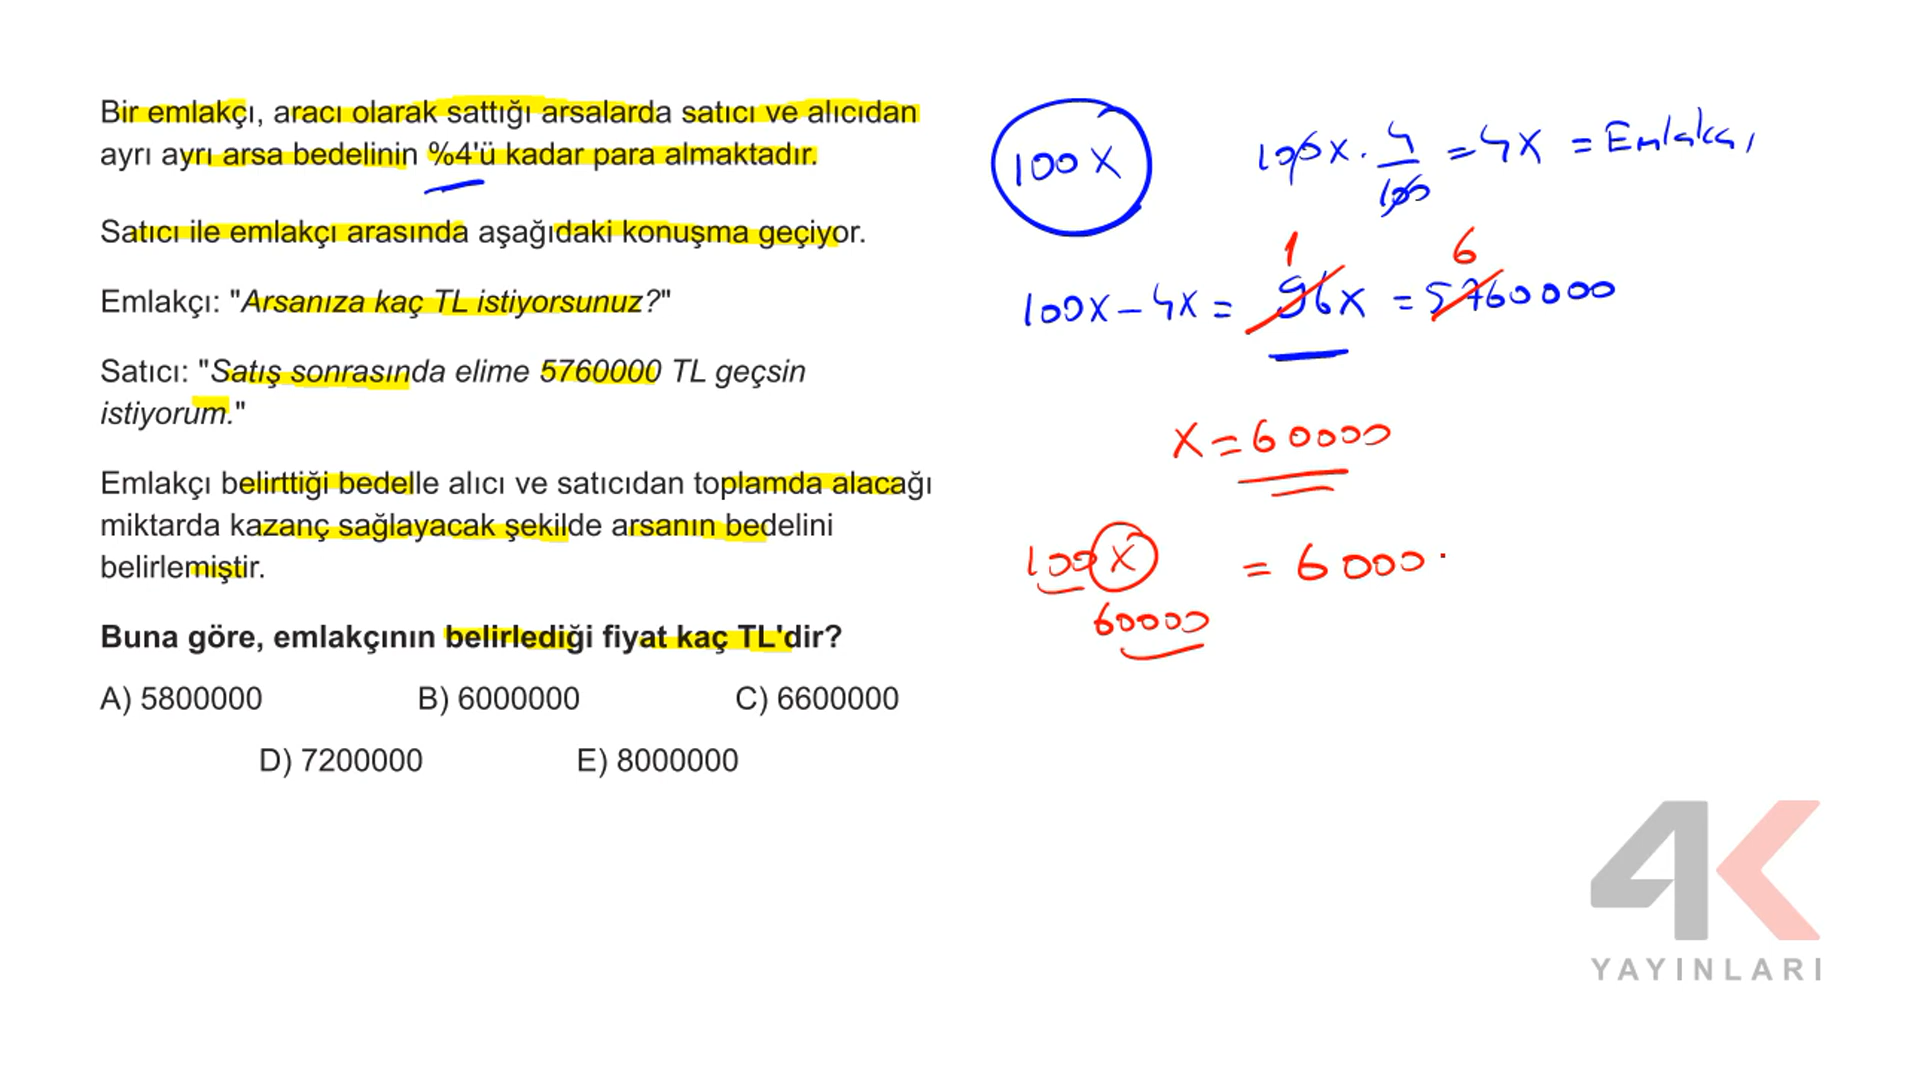 Bir emlakçı, aracı olarak sattığı arsalarda satıcı ve alıcıdan
ayrı ayrı arsa bedelinin %4'ü kadar para almaktadır.
Satıcı ile emlakçı arasında aşağıdaki konuşma geçiyor.
Emlakçı: "Arsanıza kaç TL istiyorsunuz?"
Satıcı: "Satış sonrasında elime 5760000 TL geçsin
istiyorum."
Emlakçı belirttiği bedelle alıcı ve satıcıdan toplamda alacağı
miktarda kazanç sağlayacak şekilde arsanın bedelini
belirlemiştir.
Buna göre, emlakçının belirlediği fiyat kaç TL'dir?
A) 5800000 B) 6000000 C) 6600000
D) 7200000 E) 8000000
100X 100X · 4/100 = 4X = Emlakçı
1 6
100X - 4X = 96X = 5760000
X = 60000
100X = 6000
60000
4K
YAYINLARI